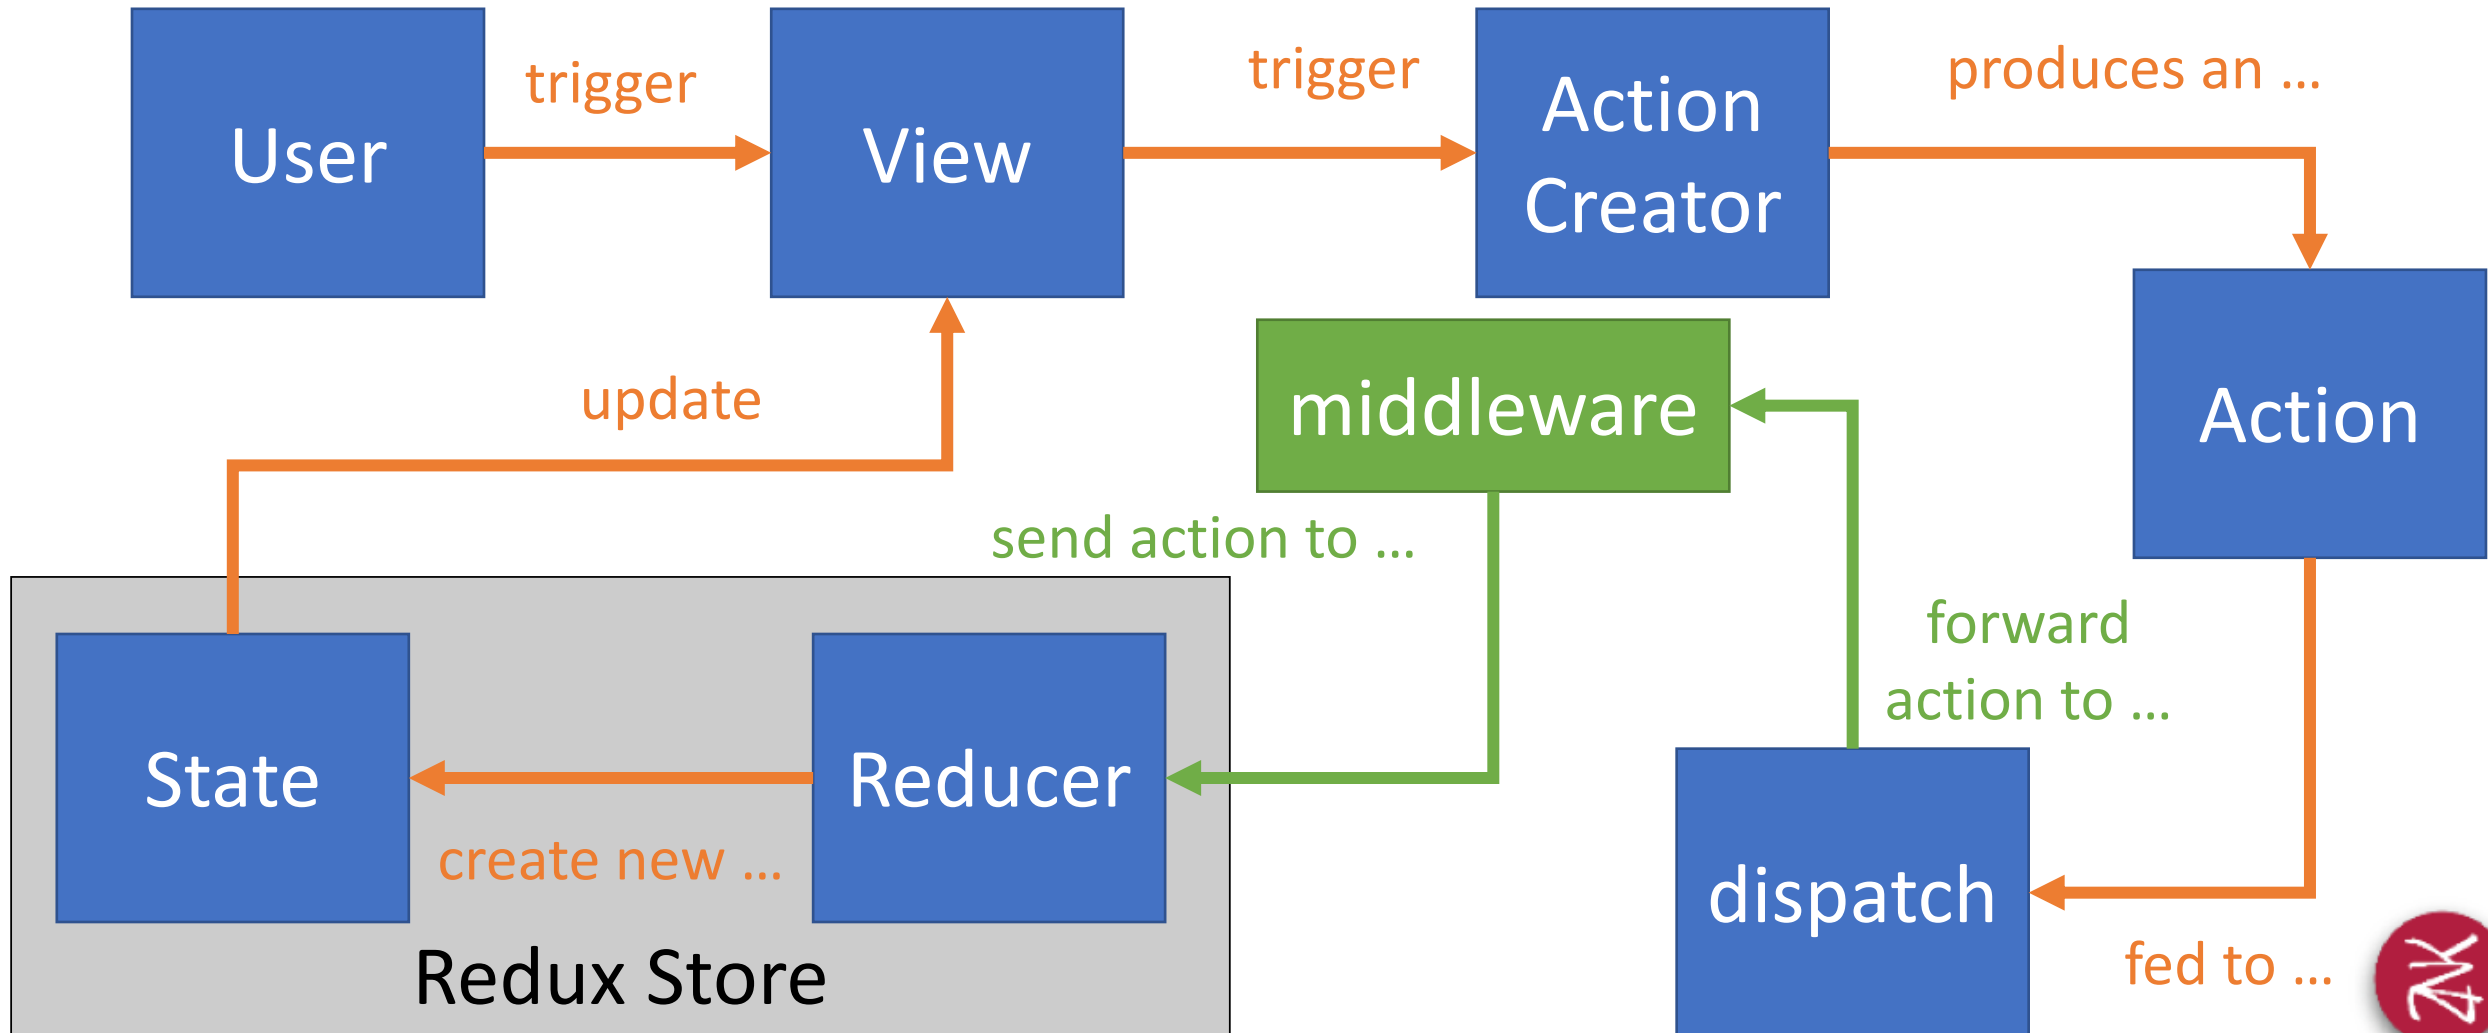 User
trigger
View
trigger
Action
Creator
produces an ...
Action
middleware
update
send action to ...
forward
action to ...
State
Reducer
create new ...
dispatch
fed to ...
Redux Store